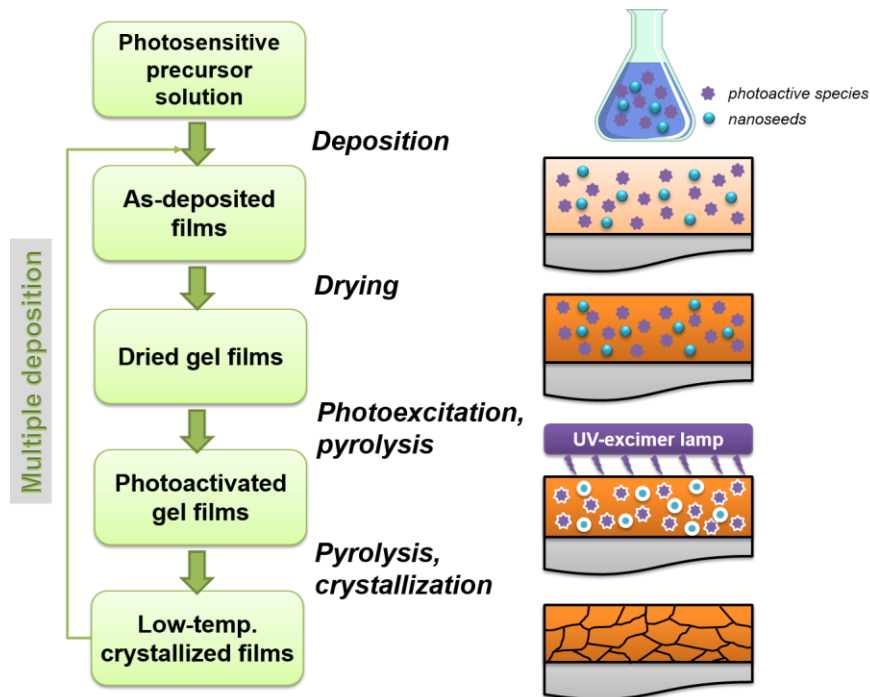 Photosensitive
precursor
solution
photoactive species
nanoseeds
Deposition
As-deposited
films
Drying
Dried gel films
Photoexcitation,
pyrolysis
UV-excimer lamp
Photoactivated
gel films
Pyrolysis,
crystallization
Low-temp.
crystallized films
Multiple deposition